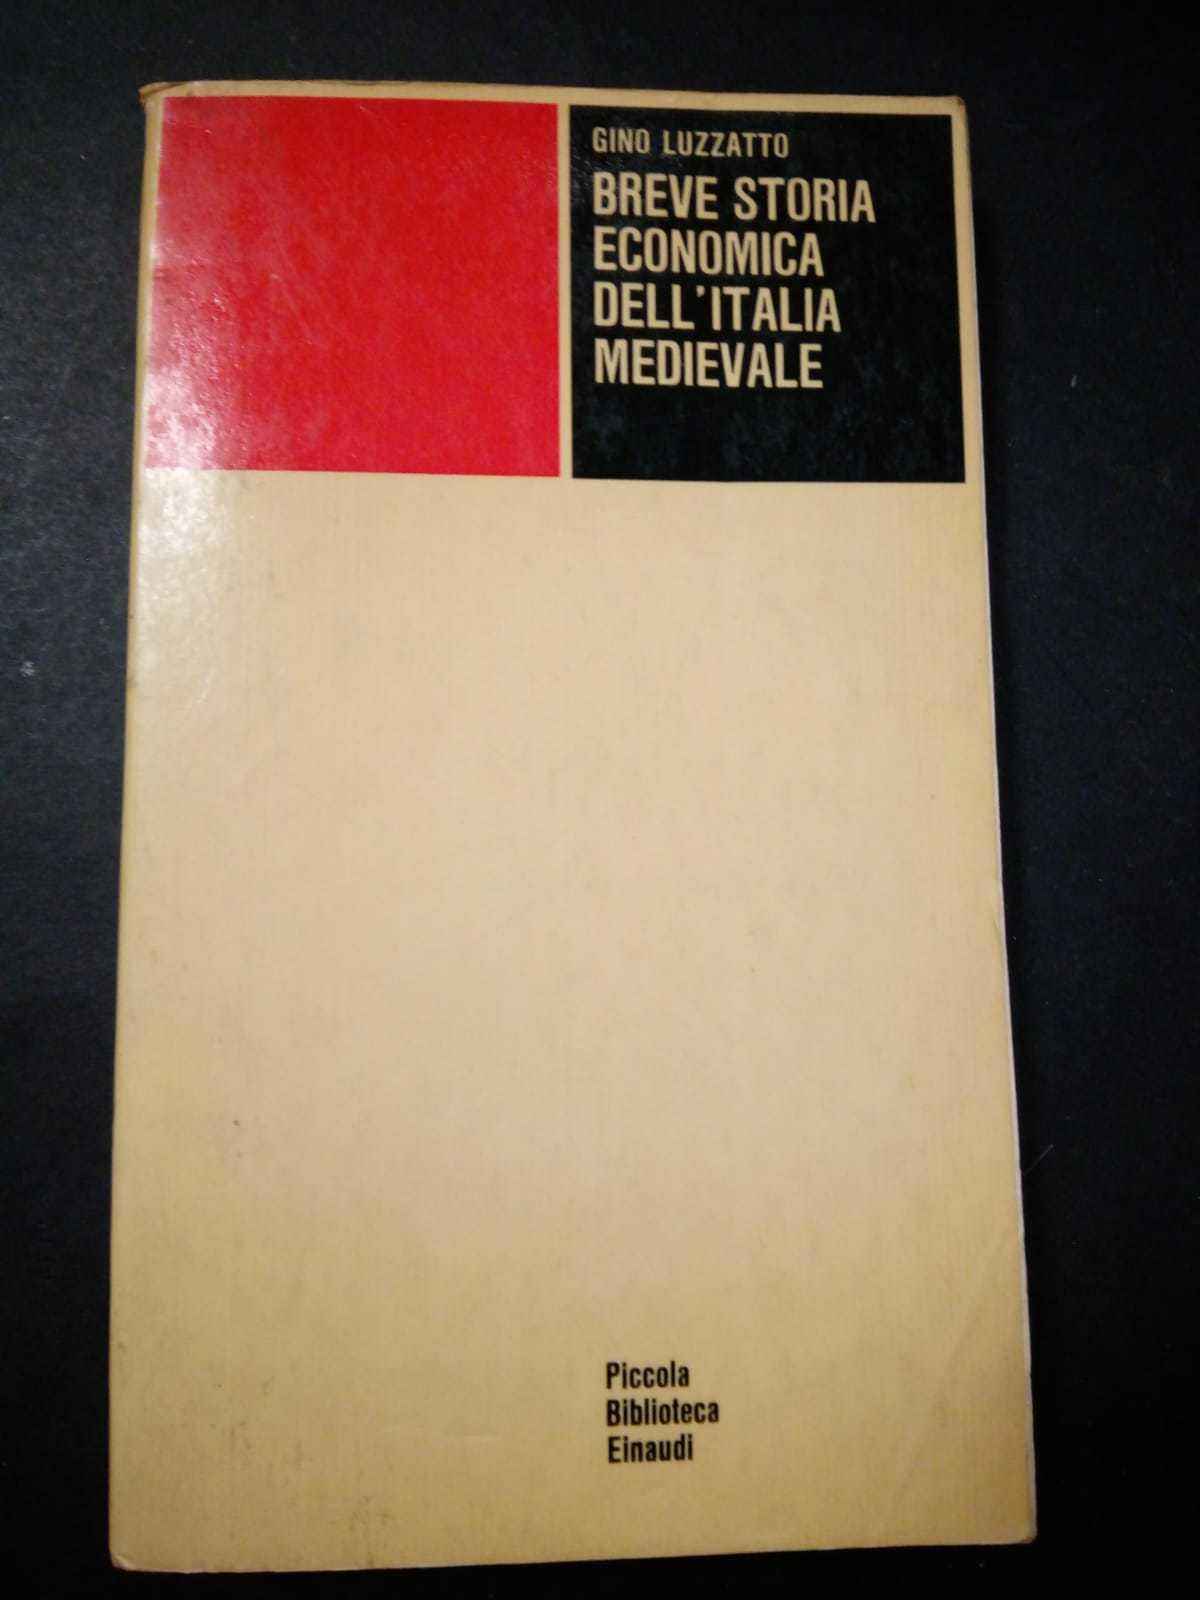 GINO LUZZATTO
BREVE STORIA
ECONOMICA
DELL'ITALIA
MEDIEVALE
Piccola
Biblioteca
Einaudi